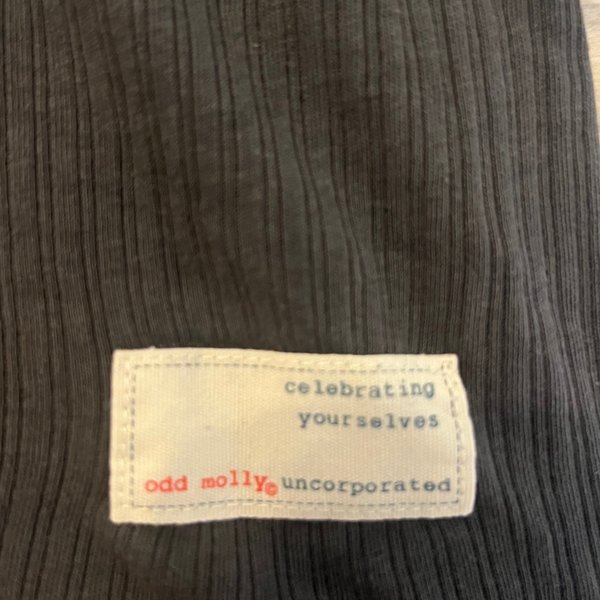 celebrating
yourselves
odd molly© uncorporated